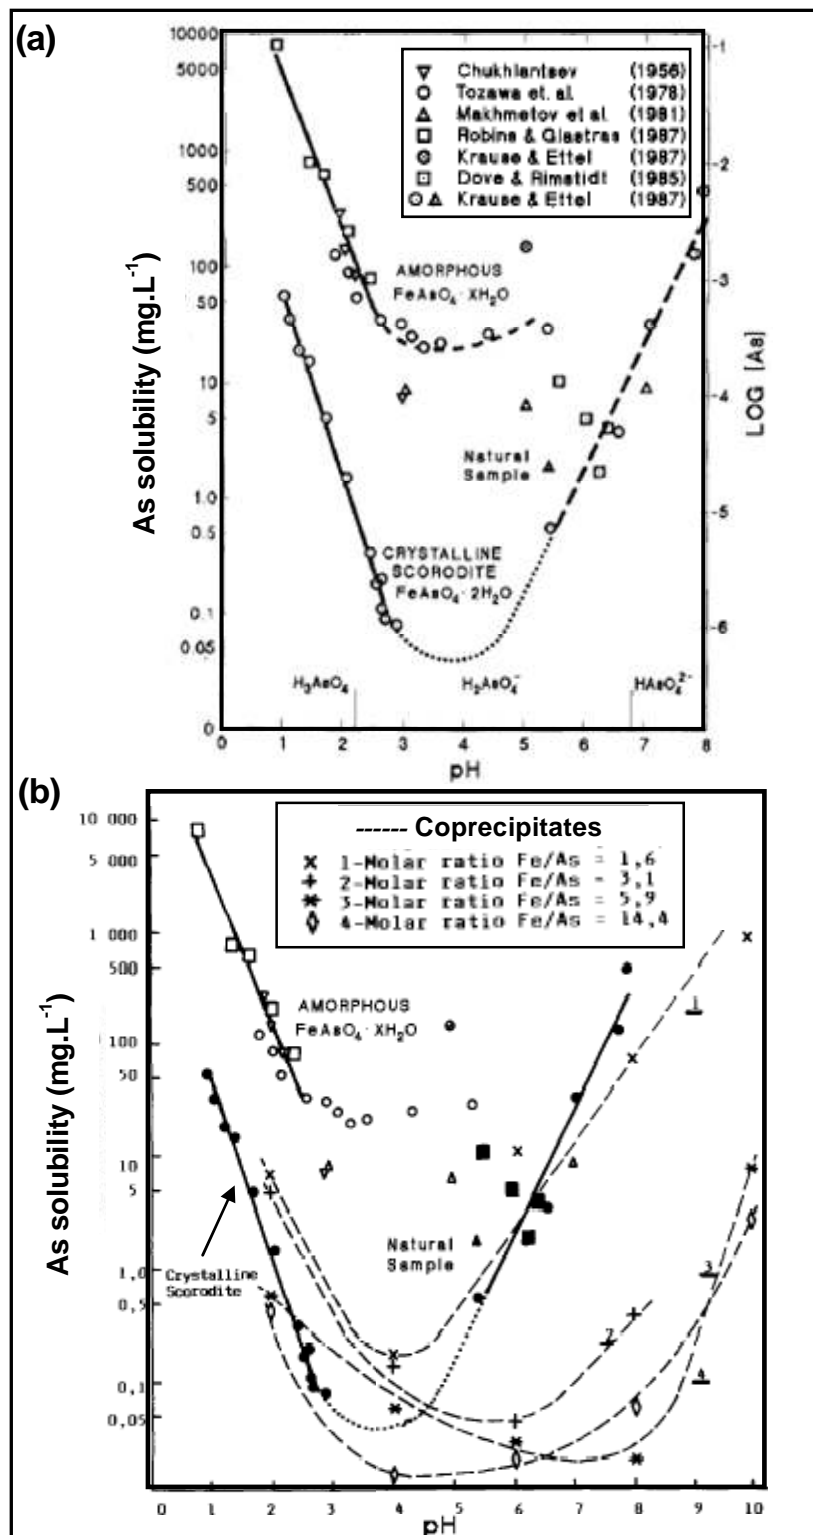 (a)
10000
5000
1000
500
100
50
10
5
1.0
0.5
0.1
0.05
0
As solubility (mg.L-1)
▽ Chukhlantsev (1956)
○ Tozawa et. al. (1978)
△ Makhmetov et al. (1981)
□ Robins & Glastras (1987)
Krause & Ettel (1987)
Dove & Rimstidt (1985)
○ △ Krause & Ettel (1987)
AMORPHOUS
FeAsO4·XH2O
Natural
Sample
CRYSTALLINE
SCORODITE
FeAsO4·2H2O
H3AsO4
H2AsO4-
HAsO42-
-1
-2
-3
-4
-5
-6
LOG [As]
0 1 2 3 4 5 6 7 8
pH
(b)
10 000
5 000
1 000
500
100
50
10
5
1,0
0,5
0,1
0,05
As solubility (mg.L-1)
------ Coprecipitates
× 1-Molar ratio Fe/As = 1,6
+ 2-Molar ratio Fe/As = 3,1
* 3-Molar ratio Fe/As = 5,9
◊ 4-Molar ratio Fe/As = 14,4
AMORPHOUS
FeAsO4·XH2O
Natural
Sample
Crystalline
Scorodite
1
2
3
4
0 1 2 3 4 5 6 7 8 9 10
pH